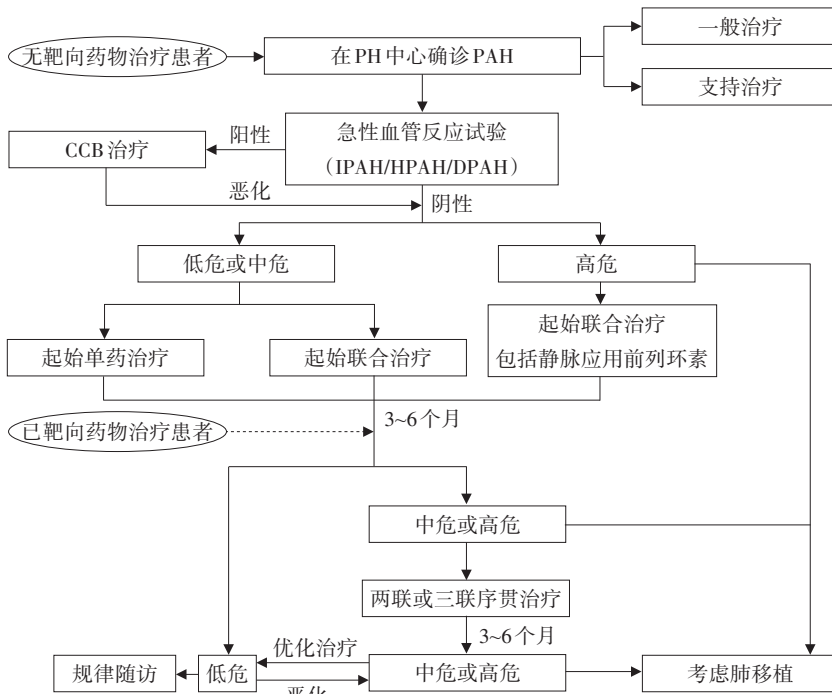 一般治疗
无靶向药物治疗患者
在PH中心确诊PAH
支持治疗
急性血管反应试验
(IPAH/HPAH/DPAH)
阳性
CCB治疗
恶化
阴性
低危或中危
高危
起始单药治疗
起始联合治疗
起始联合治疗
包括静脉应用前列环素
3~6个月
已靶向药物治疗患者
中危或高危
两联或三联序贯治疗
3~6个月
优化治疗
规律随访
低危
中危或高危
考虑肺移植
恶化